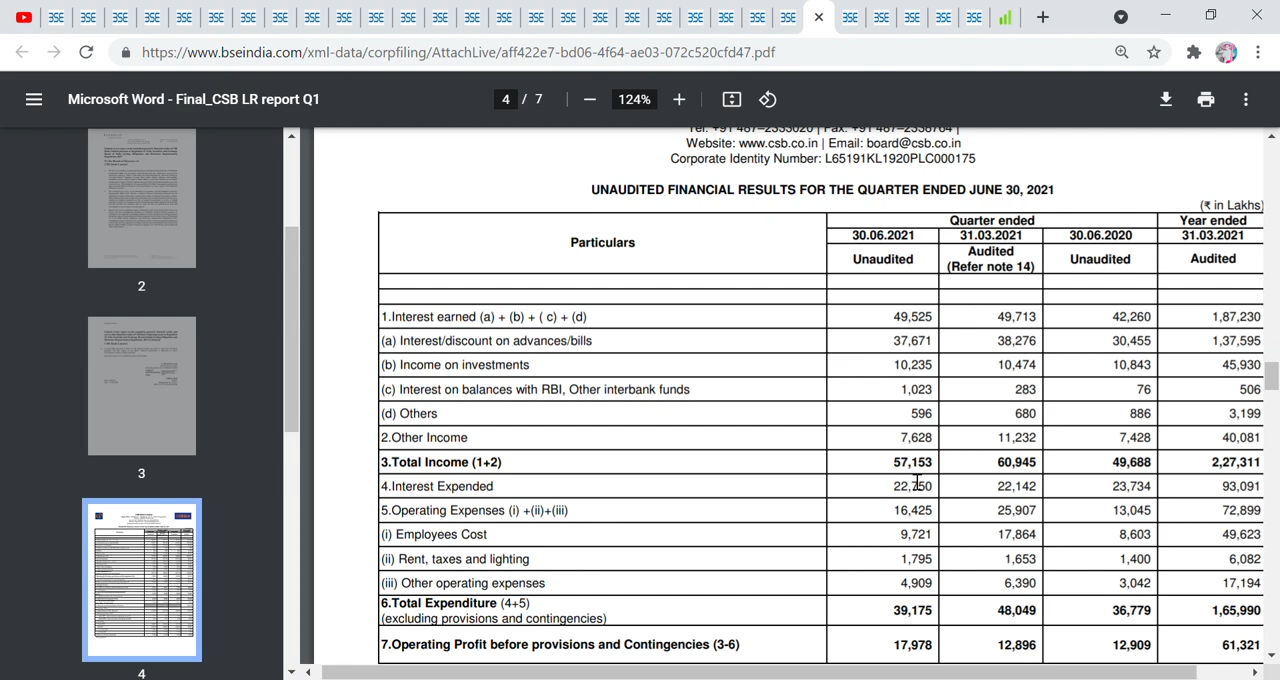 https://www.bseindia.com/xml-data/corpfiling/AttachLive/aff422e7-bd06-4f64-ae03-072c520cfd47.pdf
Microsoft Word - Final_CSB LR report Q1
4 / 7
124%
2
3
4
Tel: +91 487–2333020 | Fax: +91 487–2338764 |
Website: www.csb.co.in | Email: board@csb.co.in
Corporate Identity Number: L65191KL1920PLC000175
UNAUDITED FINANCIAL RESULTS FOR THE QUARTER ENDED JUNE 30, 2021
(₹ in Lakhs)
Particulars Quarter ended Year ended
30.06.2021 31.03.2021 30.06.2020 31.03.2021
Unaudited Audited (Refer note 14) Unaudited Audited
1.Interest earned (a) + (b) + ( c) + (d) 49,525 49,713 42,260 1,87,230
(a) Interest/discount on advances/bills 37,671 38,276 30,455 1,37,595
(b) Income on investments 10,235 10,474 10,843 45,930
(c) Interest on balances with RBI, Other interbank funds 1,023 283 76 506
(d) Others 596 680 886 3,199
2.Other Income 7,628 11,232 7,428 40,081
3.Total Income (1+2) 57,153 60,945 49,688 2,27,311
4.Interest Expended 22,750 22,142 23,734 93,091
5.Operating Expenses (i) +(ii)+(iii) 16,425 25,907 13,045 72,899
(i) Employees Cost 9,721 17,864 8,603 49,623
(ii) Rent, taxes and lighting 1,795 1,653 1,400 6,082
(iii) Other operating expenses 4,909 6,390 3,042 17,194
6.Total Expenditure (4+5)
(excluding provisions and contingencies) 39,175 48,049 36,779 1,65,990
7.Operating Profit before provisions and Contingencies (3-6) 17,978 12,896 12,909 61,321